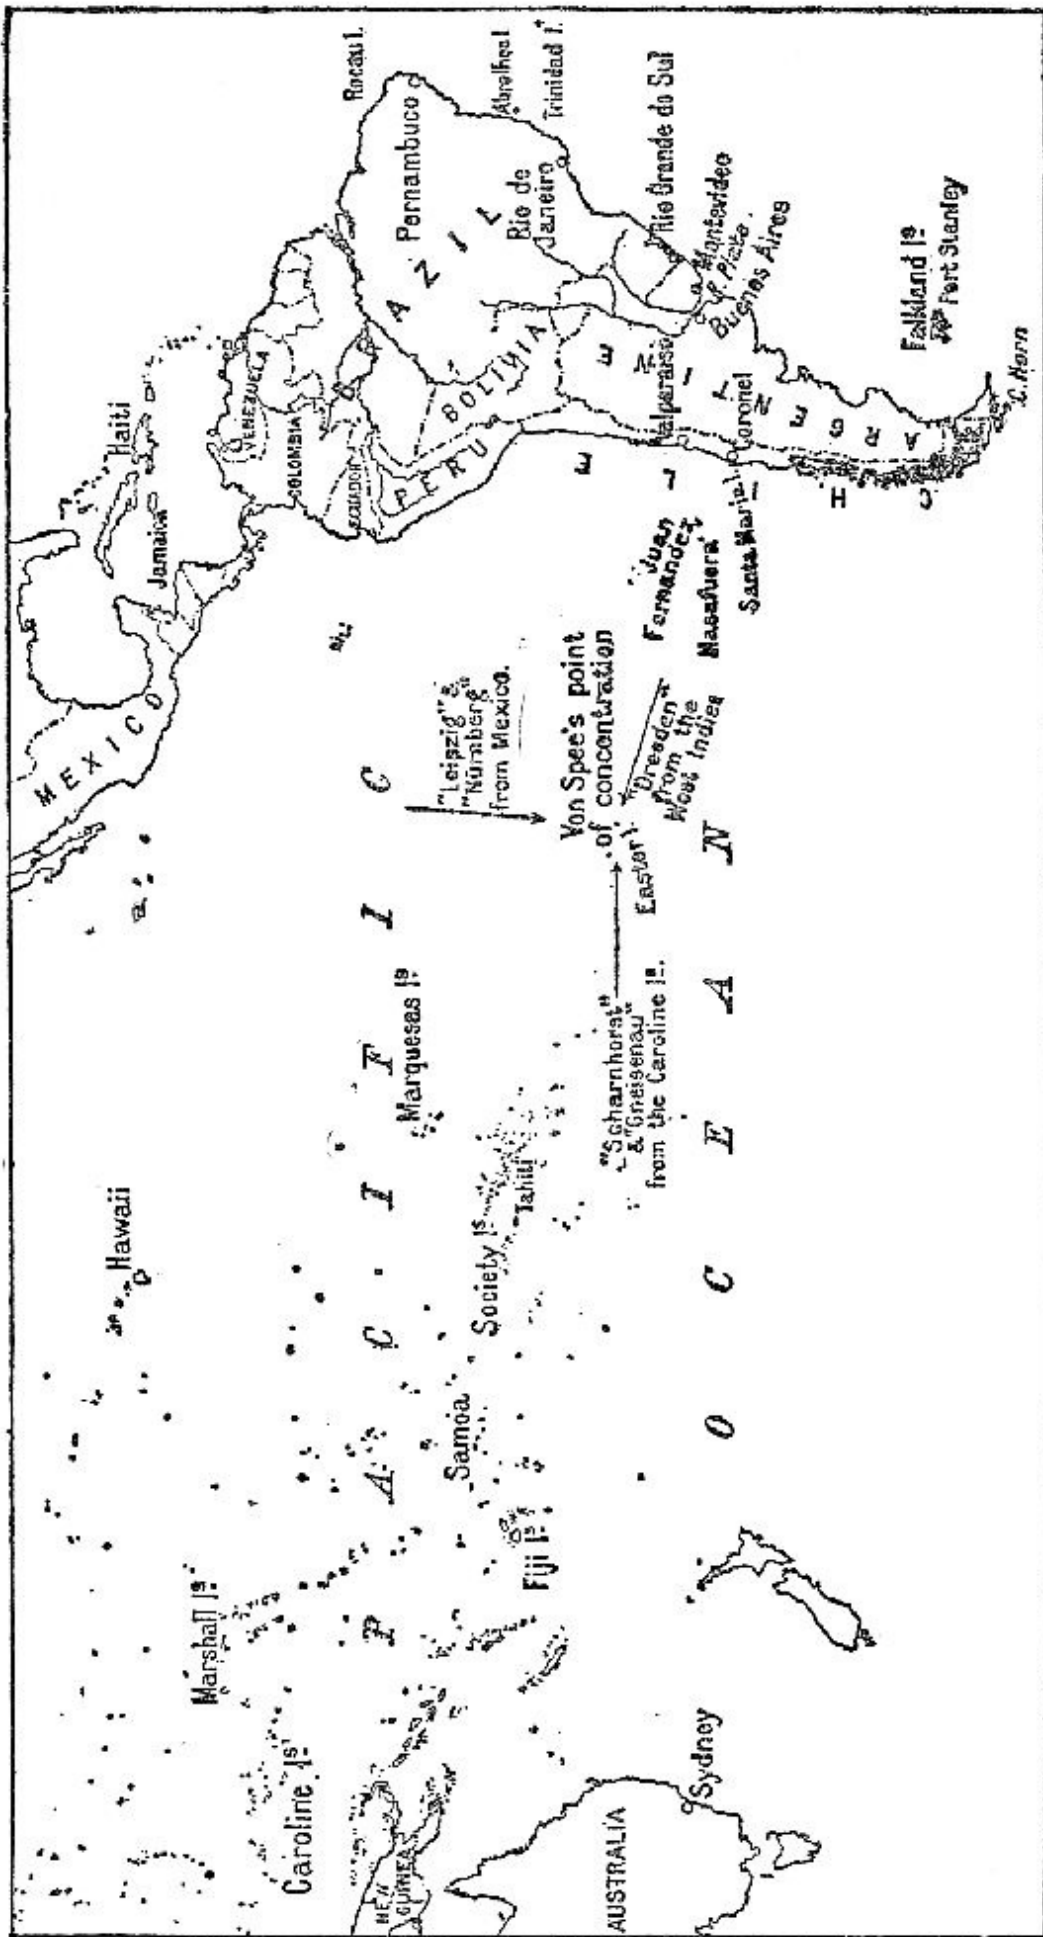 MEXICO
Haiti
Jamaica
Hawaii
Marshall Is.
Caroline Is.
NEW
GUINEA
VENEZUELA
COLOMBIA
ECUADOR
PERU
BOLIVIA
Rocas I.
Pernambuco
AZIL
Rio de
Janeiro
Abrolhos I.
Trinidad I.
Rio Grande do Sul
Montevideo
R. Plate.
Buenos Aires
ARGENTINE
CHILE
Valparaiso
Coronel
Santa Maria I.
Juan
Fernandez
Masafuera
Falkland Is.
Port Stanley
C. Horn
PACIFIC
OCEAN
"Leipzig" &
"Nürnberg"
from Mexico.
Von Spee's point
of concentration
"Dresden"
from the
West Indies
Easter I.
"Scharnhorst"
& "Gneisenau"
from the Caroline Is.
Marquesas Is.
Society Is.
Tahiti
Samoa
Fiji Is.
AUSTRALIA
Sydney